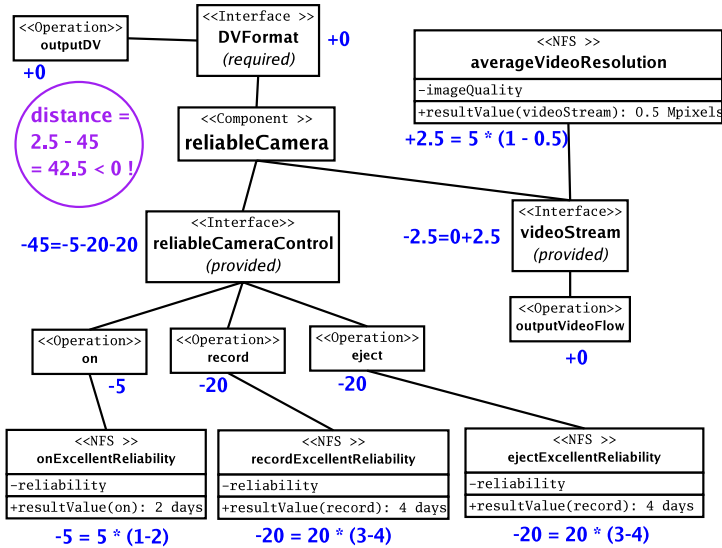 <<Operation>>
outputDV
+0
<<Interface >>
DVFormat
(required)
+0
<<NFS >>
averageVideoResolution
-imageQuality
+resultValue(videoStream): 0.5 Mpixels
+2.5 = 5 * (1 - 0.5)
distance =
2.5 - 45
= 42.5 < 0 !
<<Component >>
reliableCamera
-45=-5-20-20
<<Interface>>
reliableCameraControl
(provided)
-2.5=0+2.5
<<Interface>>
videoStream
(provided)
<<Operation>>
outputVideoFlow
+0
<<Operation>>
on
-5
<<Operation>>
record
-20
<<Operation>>
eject
-20
<<NFS >>
onExcellentReliability
-reliability
+resultValue(on): 2 days
-5 = 5 * (1-2)
<<NFS >>
recordExcellentReliability
-reliability
+resultValue(record): 4 days
-20 = 20 * (3-4)
<<NFS >>
ejectExcellentReliability
-reliability
+resultValue(record): 4 days
-20 = 20 * (3-4)